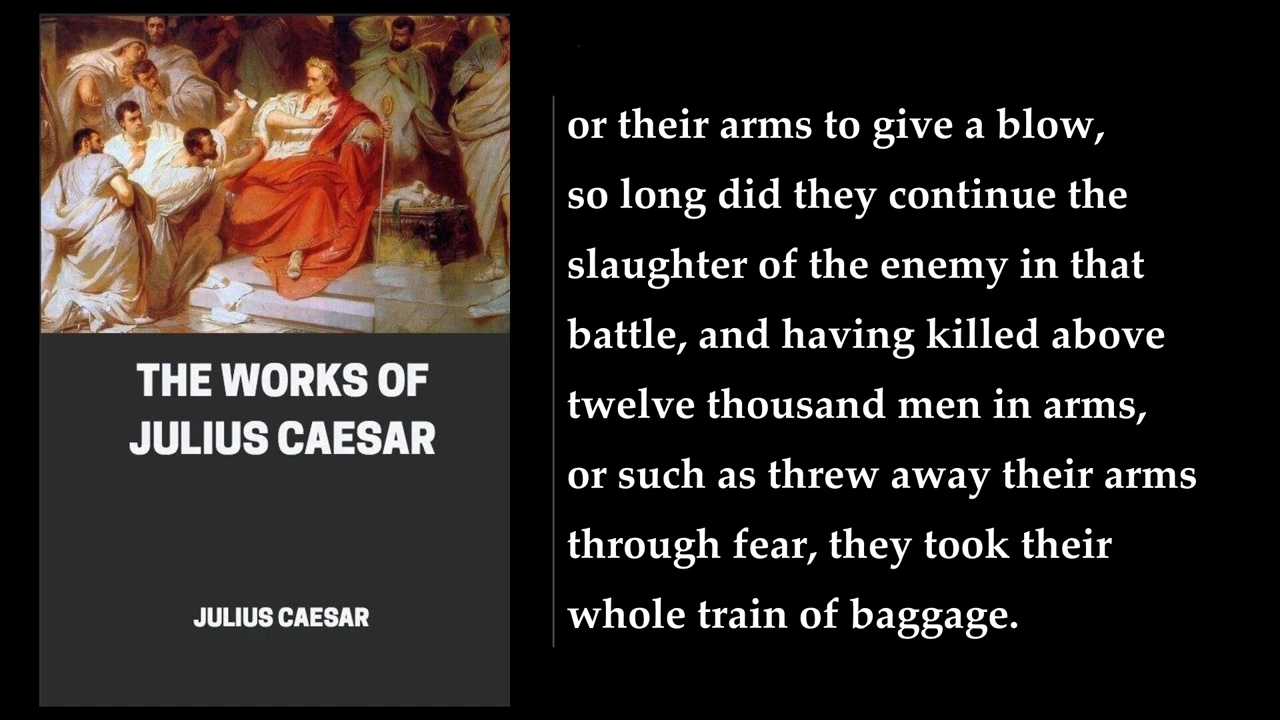 THE WORKS OF
JULIUS CAESAR
JULIUS CAESAR
or their arms to give a blow,
so long did they continue the
slaughter of the enemy in that
battle, and having killed above
twelve thousand men in arms,
or such as threw away their arms
through fear, they took their
whole train of baggage.